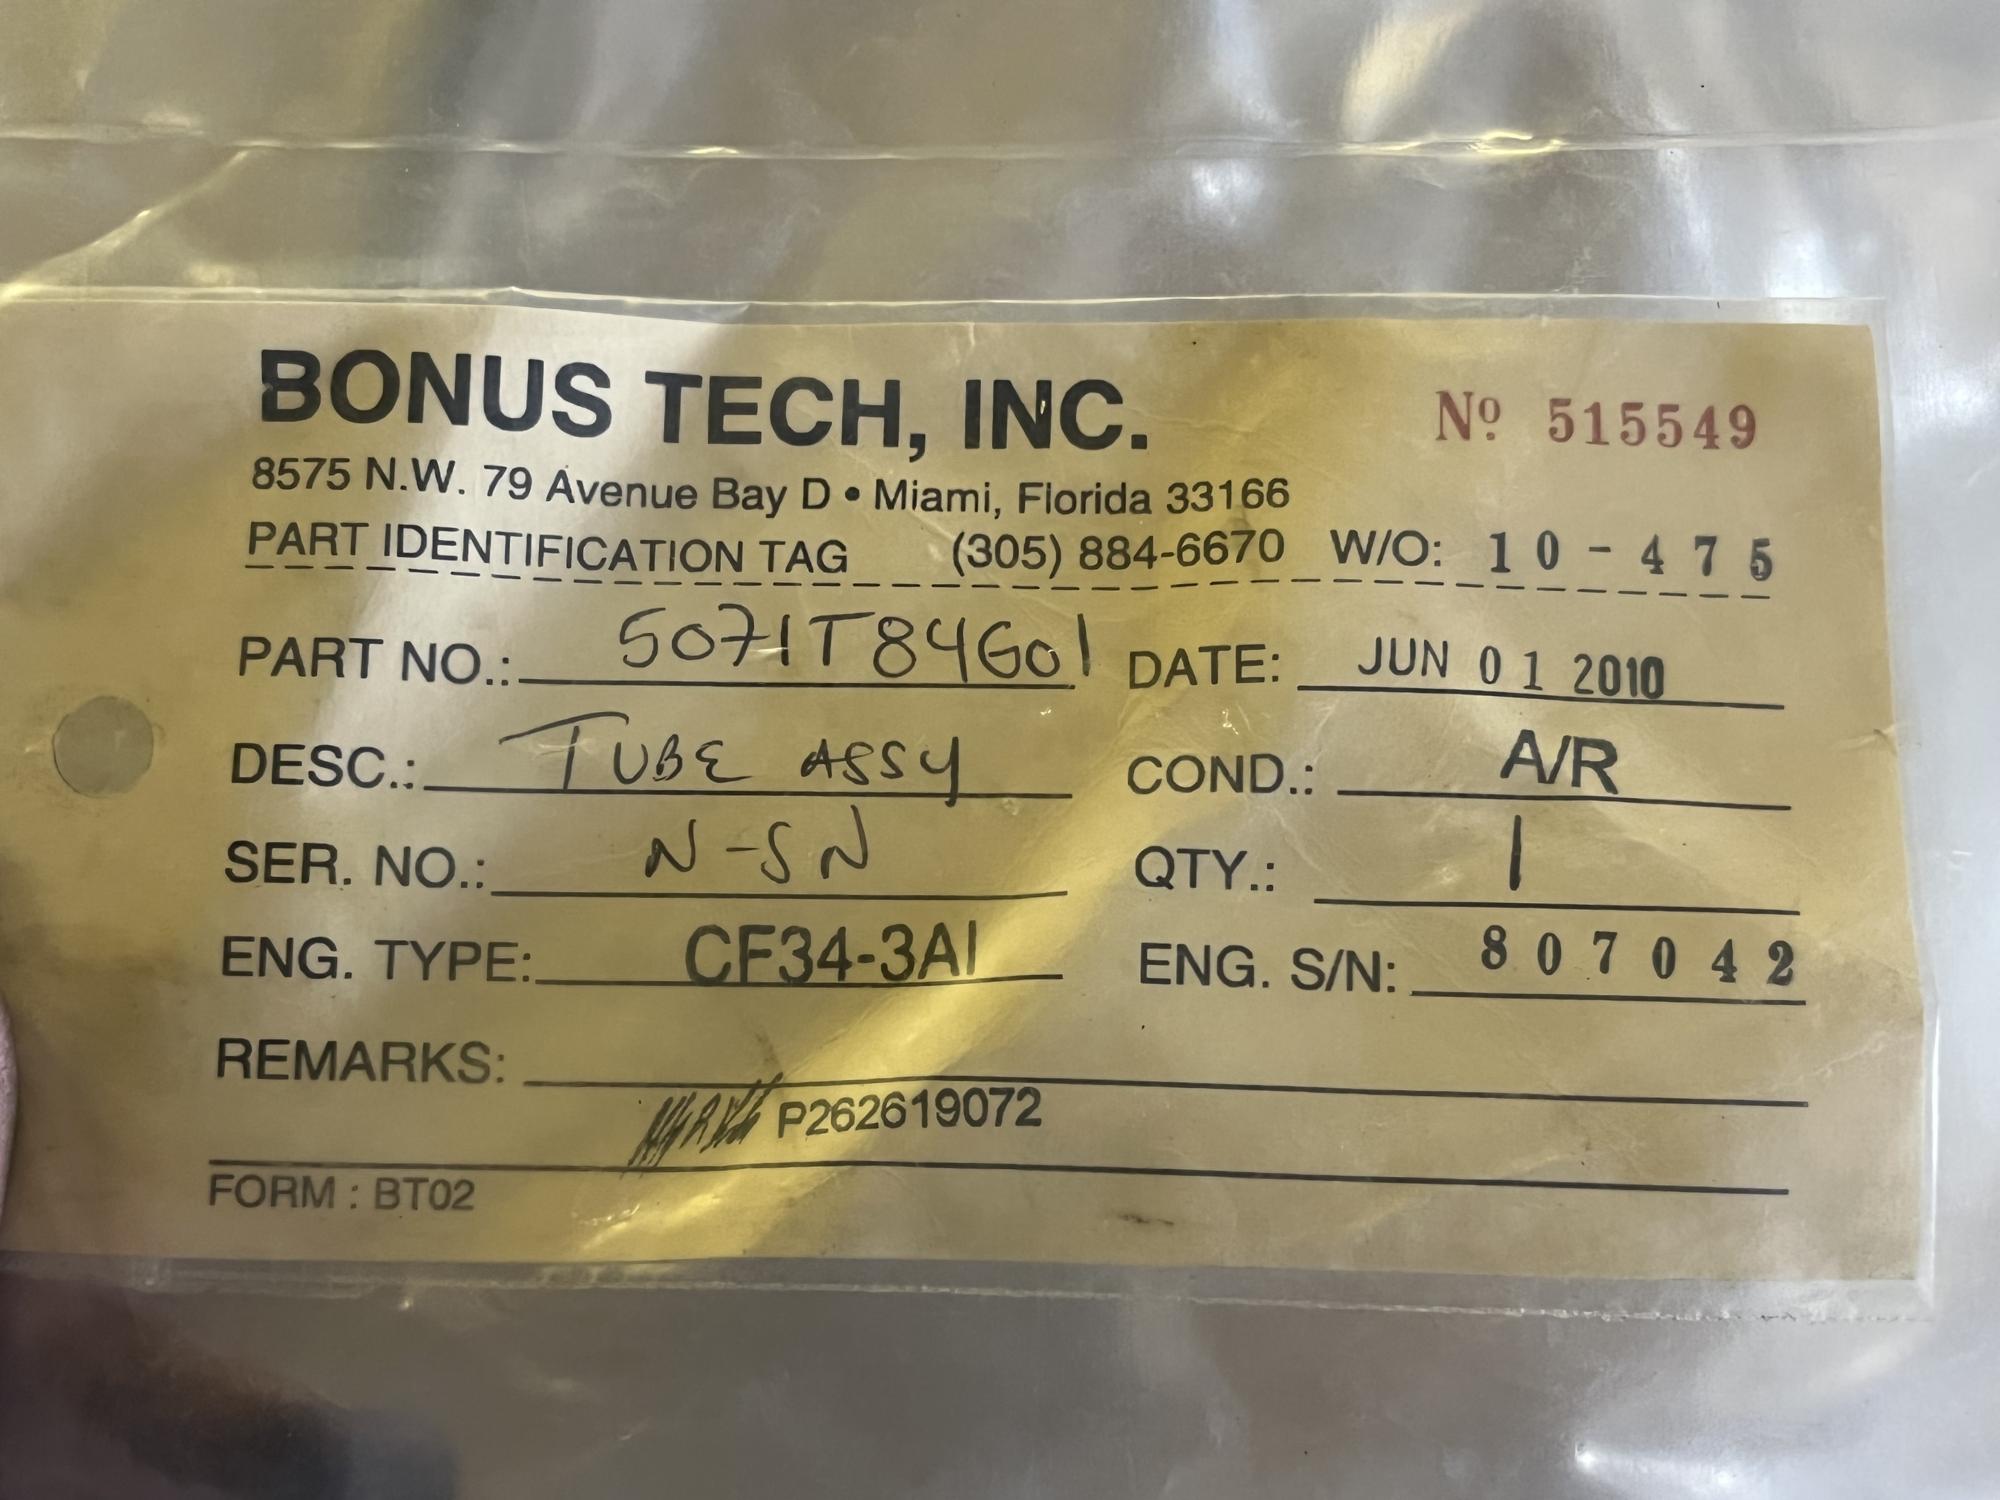 BONUS TECH, INC. Nº 515549
8575 N.W. 79 Avenue Bay D • Miami, Florida 33166
PART IDENTIFICATION TAG (305) 884-6670 W/O: 10-475
PART NO.: 5071T84G01 DATE: JUN 01 2010
DESC.: TUBE ASSY COND.: A/R
SER. NO.: N-SN QTY.: 1
ENG. TYPE: CF34-3A1 ENG. S/N: 807042
REMARKS:
P262619072
FORM : BT02